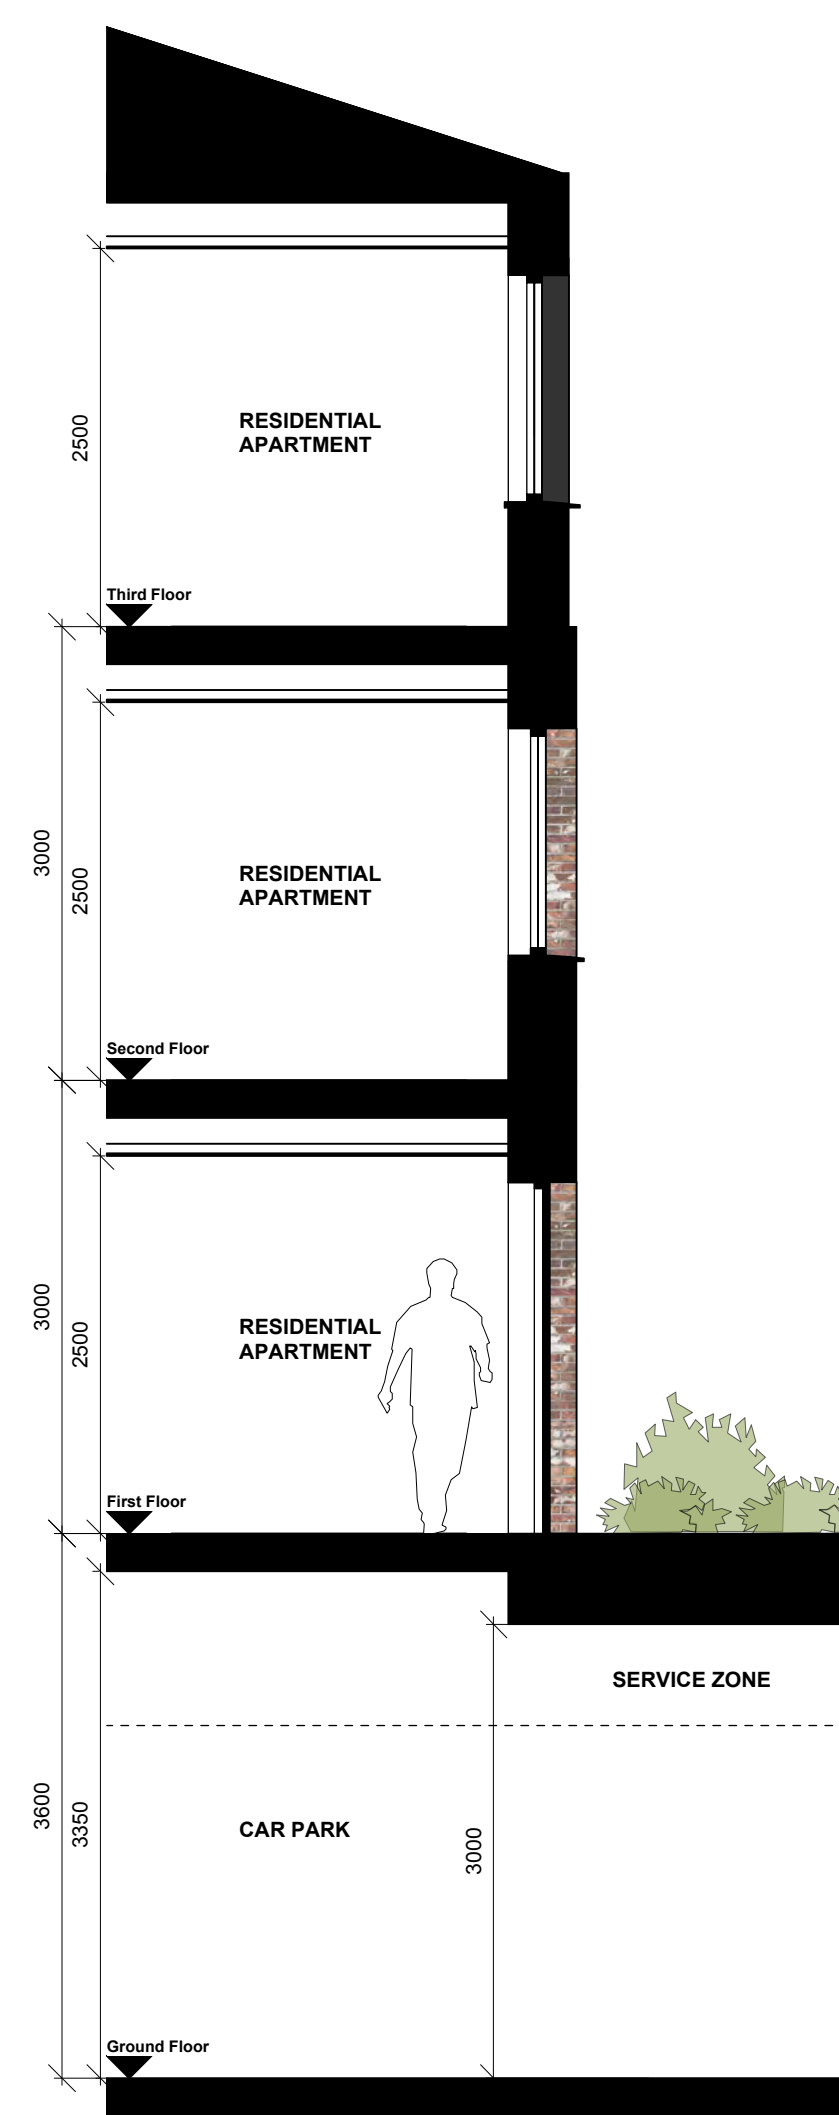 2500
RESIDENTIAL
APARTMENT
Third Floor
3000
2500
RESIDENTIAL
APARTMENT
Second Floor
3000
2500
RESIDENTIAL
APARTMENT
First Floor
SERVICE ZONE
3600
3350
CAR PARK
3000
Ground Floor